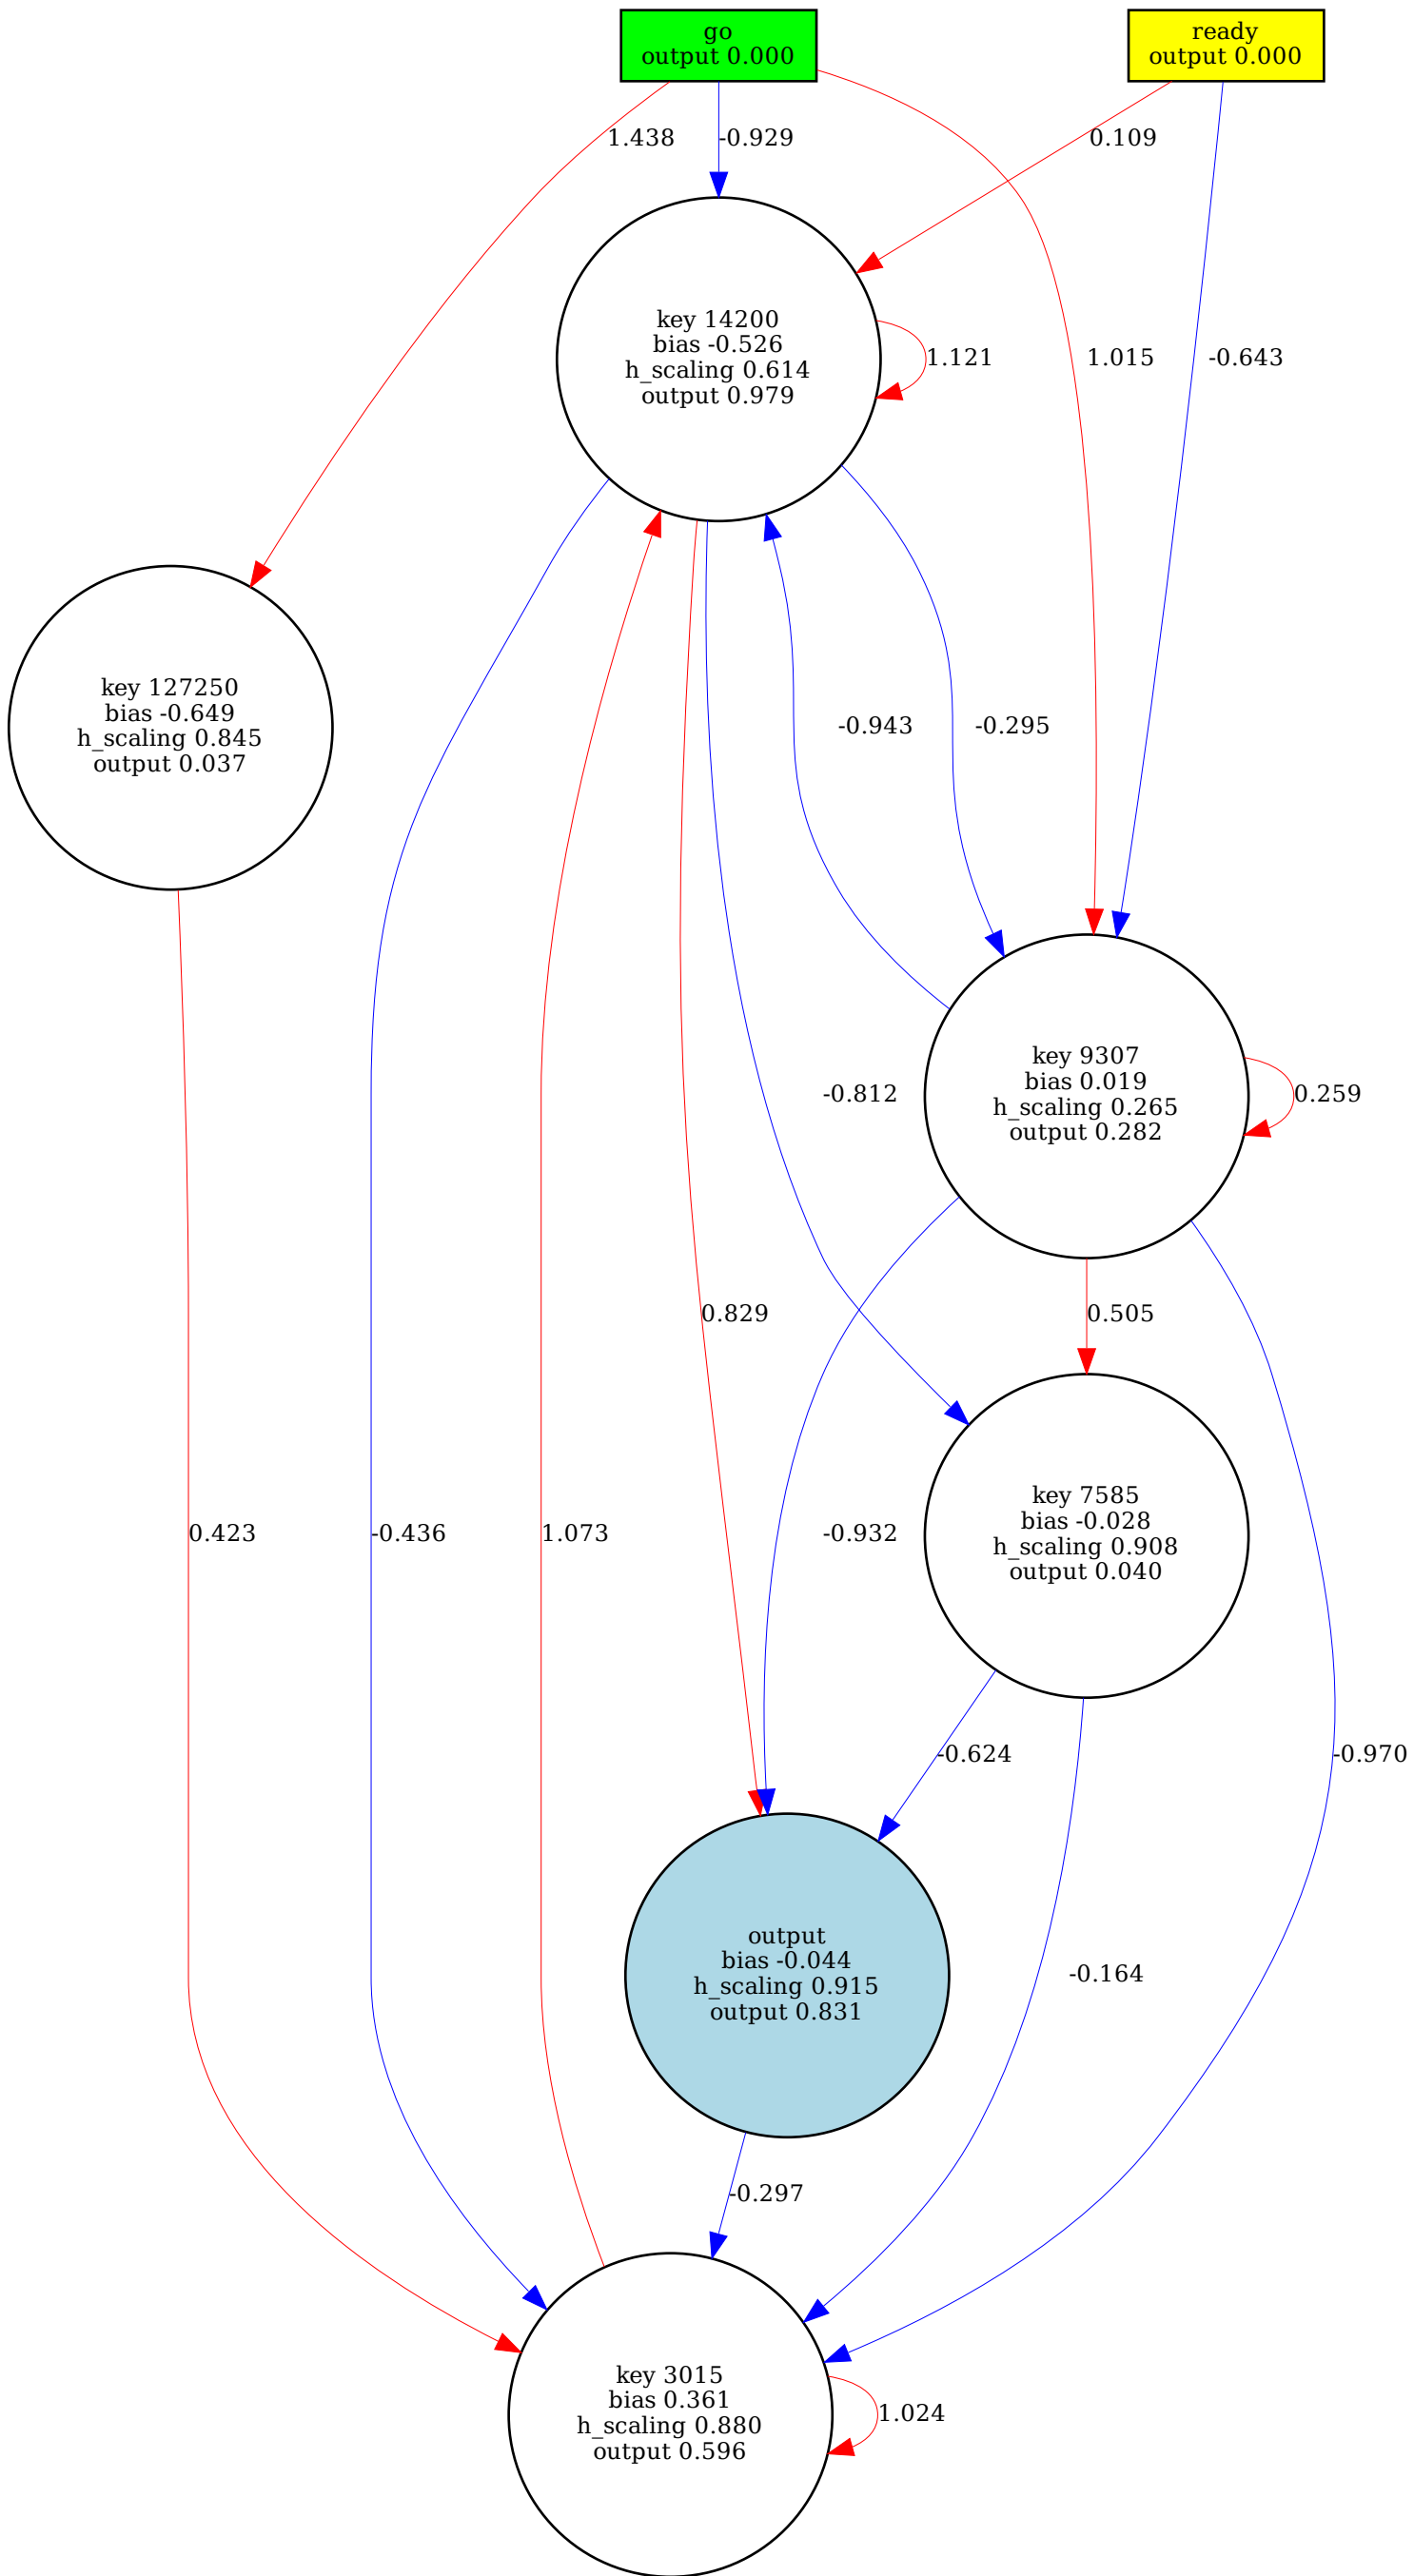 go
output 0.000
ready
output 0.000
1.438
-0.929
0.109
key 14200
bias -0.526
h_scaling 0.614
output 0.979
1.121
1.015
-0.643
key 127250
bias -0.649
h_scaling 0.845
output 0.037
-0.943
-0.295
key 9307
bias 0.019
h_scaling 0.265
output 0.282
-0.812
0.259
0.829
0.505
key 7585
bias -0.028
h_scaling 0.908
output 0.040
0.423
-0.436
1.073
-0.932
-0.624
-0.970
output
bias -0.044
h_scaling 0.915
output 0.831
-0.164
-0.297
key 3015
bias 0.361
h_scaling 0.880
output 0.596
1.024